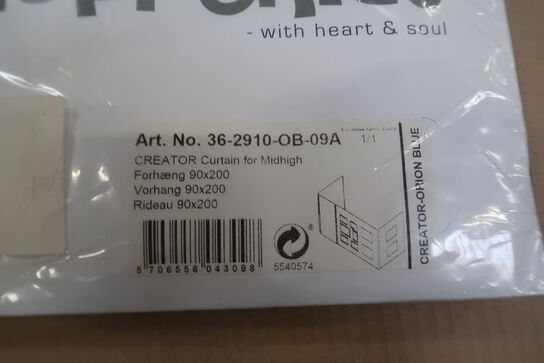 - with heart & soul
Art. No. 36-2910-OB-09A 1/1
CREATOR Curtain for Midhigh
Forhæng 90x200
Vorhang 90x200
Rideau 90x200
5 706558 043098
®
5540574
CREATOR-ORION BLUE